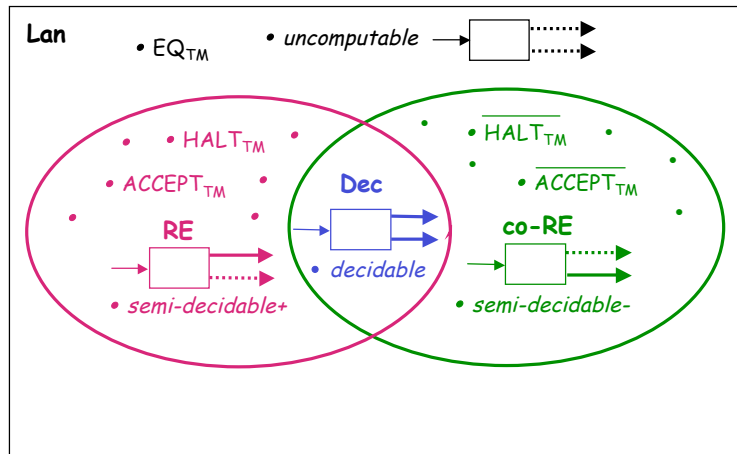 Lan
EQTM
uncomputable
HALTTM
HALTTM
ACCEPTTM
Dec
ACCEPTTM
RE
co-RE
decidable
semi-decidable+
semi-decidable-